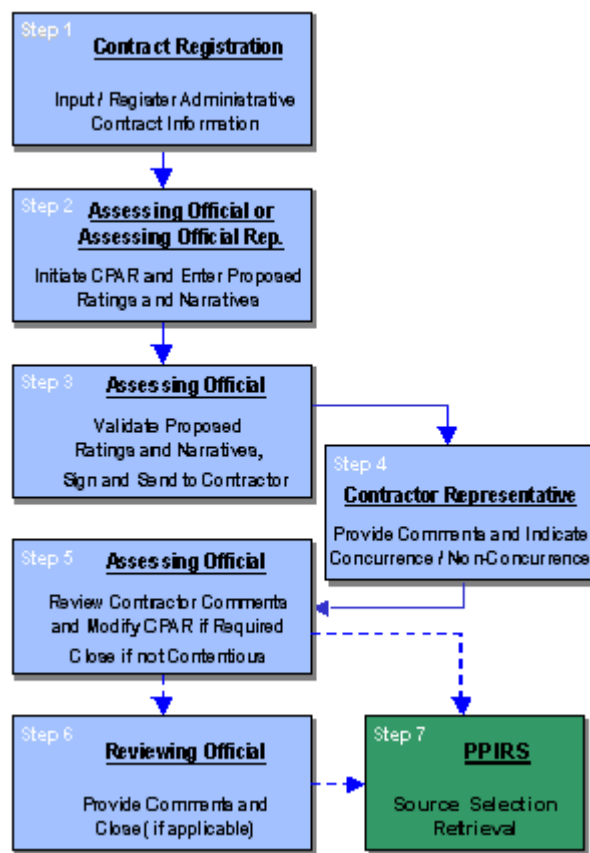 Step 1
Contract Registration
Input / Register Administrative
Contract Information
Step 2
Assessing Official or
Assessing Official Rep.
Initiate CPAR and Enter Proposed
Ratings and Narratives
Step 3
Assessing Official
Validate Proposed
Ratings and Narratives,
Sign and Send to Contractor
Step 4
Contractor Representative
Provide Comments and Indicate
Concurrence / Non-Concurrence
Step 5
Assessing Official
Review Contractor Comments
and Modify CPAR if Required
Close if not Contentious
Step 6
Reviewing Official
Provide Comments and
Close( if applicable)
Step 7
PPIRS
Source Selection
Retrieval